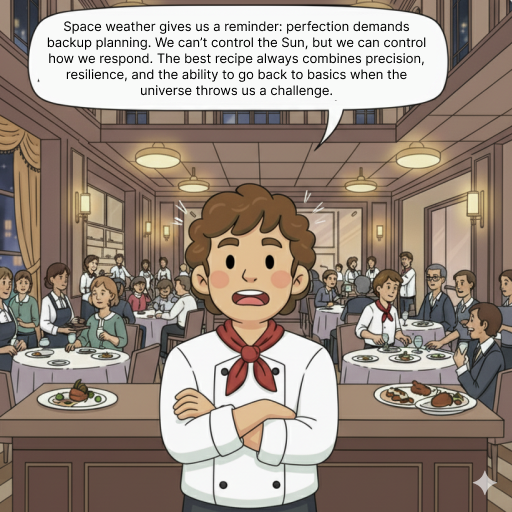 Space weather gives us a reminder: perfection demands
backup planning. We can't control the Sun, but we can control
how we respond. The best recipe always combines precision,
resilience, and the ability to go back to basics when the
universe throws us a challenge.